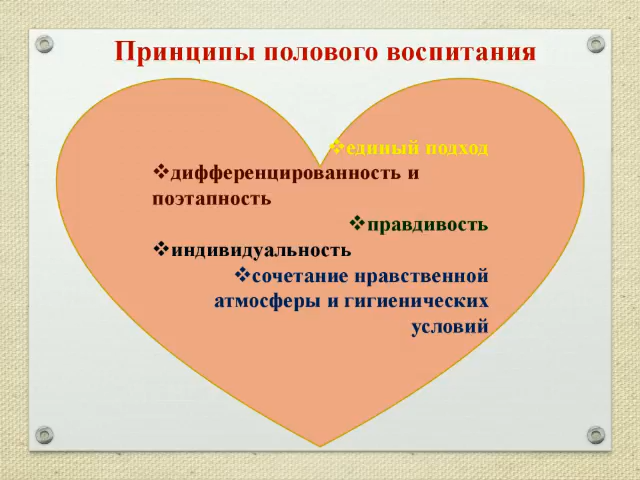 Принципы полового воспитания
❖единый подход
❖дифференцированность и
поэтапность
❖правдивость
❖индивидуальность
❖сочетание нравственной
атмосферы и гигиенических
условий